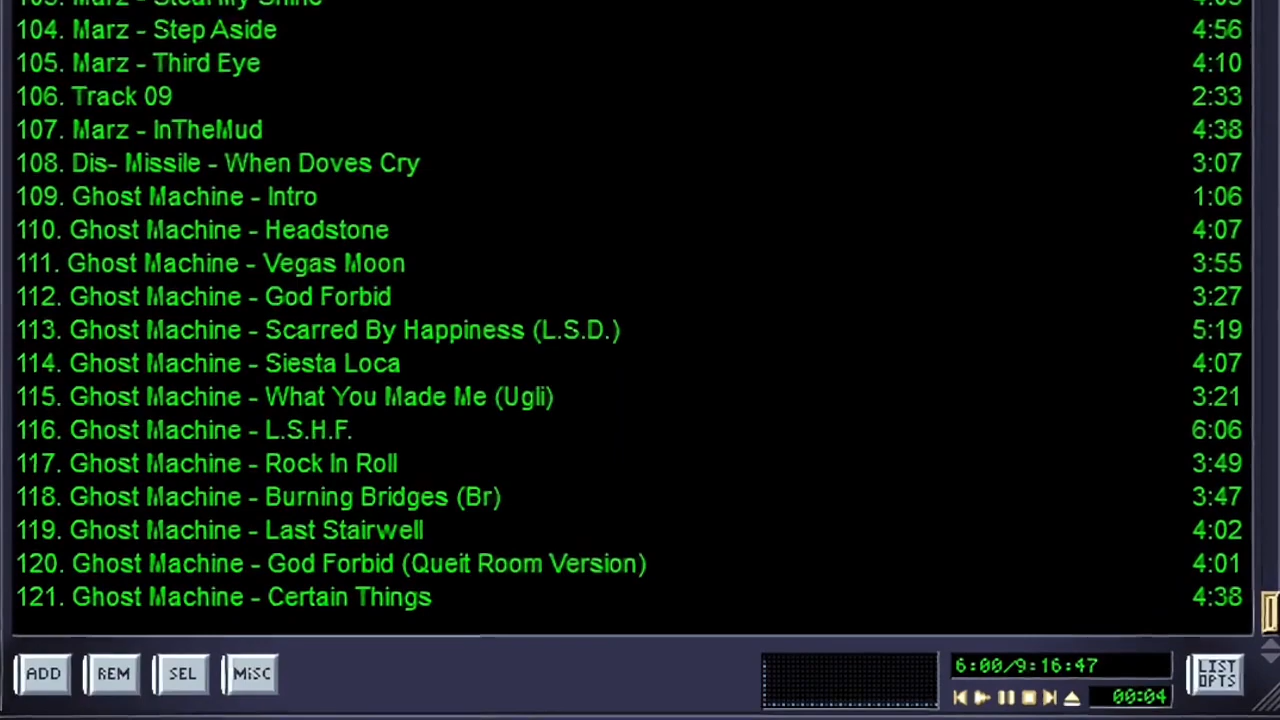 103. Marz - Steal My Shine 4:03
104. Marz - Step Aside 4:56
105. Marz - Third Eye 4:10
106. Track 09 2:33
107. Marz - InTheMud 4:38
108. Dis- Missile - When Doves Cry 3:07
109. Ghost Machine - Intro 1:06
110. Ghost Machine - Headstone 4:07
111. Ghost Machine - Vegas Moon 3:55
112. Ghost Machine - God Forbid 3:27
113. Ghost Machine - Scarred By Happiness (L.S.D.) 5:19
114. Ghost Machine - Siesta Loca 4:07
115. Ghost Machine - What You Made Me (Ugli) 3:21
116. Ghost Machine - L.S.H.F. 6:06
117. Ghost Machine - Rock In Roll 3:49
118. Ghost Machine - Burning Bridges (Br) 3:47
119. Ghost Machine - Last Stairwell 4:02
120. Ghost Machine - God Forbid (Queit Room Version) 4:01
121. Ghost Machine - Certain Things 4:38
ADD REM SEL MISC 6:00/9:16:47 LIST
OPTS
00:04